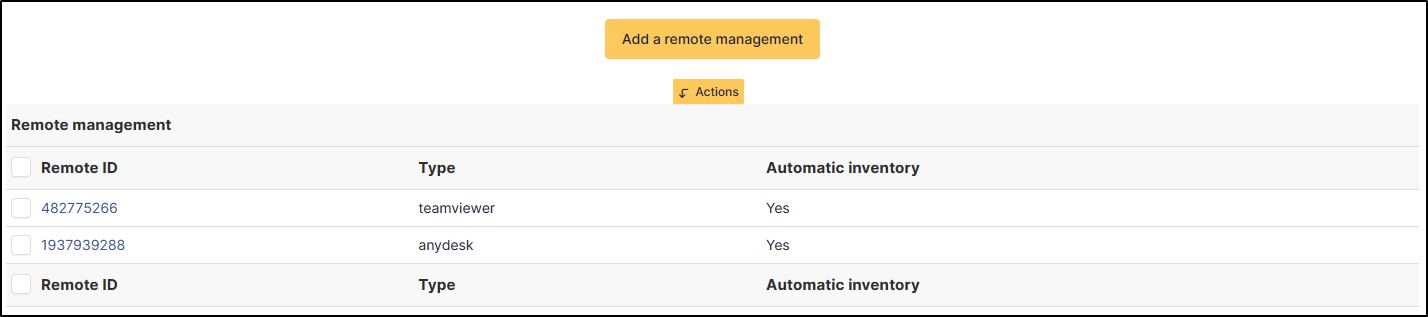 Add a remote management
Actions
Remote management
Remote ID Type Automatic inventory
482775266 teamviewer Yes
1937939288 anydesk Yes
Remote ID Type Automatic inventory